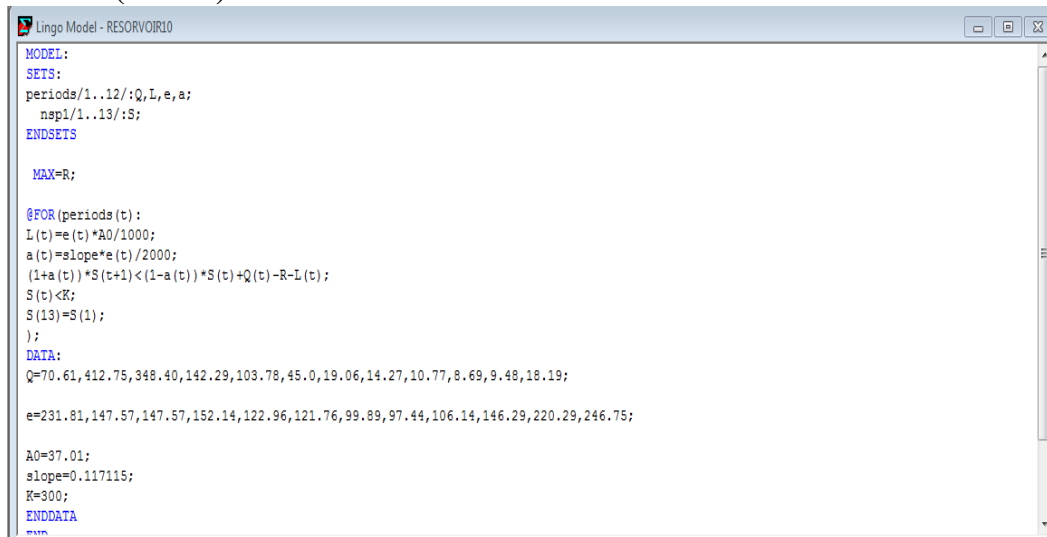 Lingo Model - RESORVOIR10
MODEL:
SETS:
periods/1..12/:Q,L,e,a;
nsp1/1..13/:S;
ENDSETS
MAX=R;
@FOR(periods(t):
L(t)=e(t)*A0/1000;
a(t)=slope*e(t)/2000;
(1+a(t))*S(t+1)<(1-a(t))*S(t)+Q(t)-R-L(t);
S(t)<K;
S(13)=S(1);
);
DATA:
Q=70.61,412.75,348.40,142.29,103.78,45.0,19.06,14.27,10.77,8.69,9.48,18.19;
e=231.81,147.57,147.57,152.14,122.96,121.76,99.89,97.44,106.14,146.29,220.29,246.75;
A0=37.01;
slope=0.117115;
K=300;
ENDDATA
END